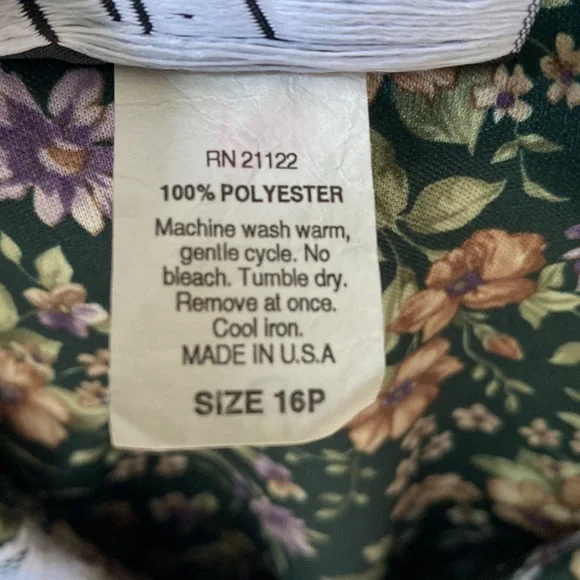 RN 21122
100% POLYESTER
Machine wash warm,
gentle cycle. No
bleach. Tumble dry.
Remove at once.
Cool iron.
MADE IN U.S.A
SIZE 16P